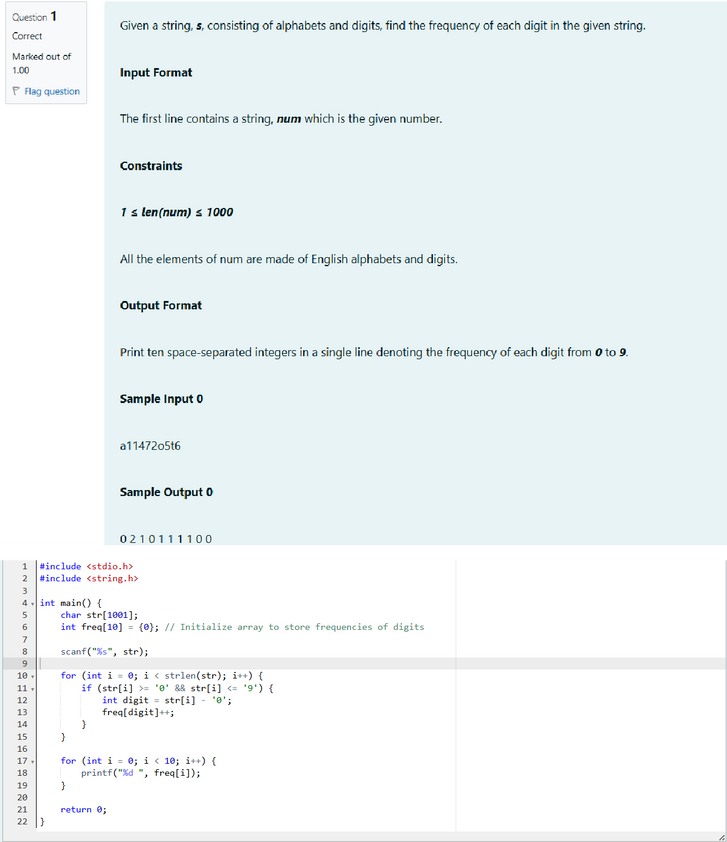 Question 1
Correct
Marked out of
1.00
Flag question
Given a string, s, consisting of alphabets and digits, find the frequency of each digit in the given string.
Input Format
The first line contains a string, num which is the given number.
Constraints
1 ≤ len(num) ≤ 1000
All the elements of num are made of English alphabets and digits.
Output Format
Print ten space-separated integers in a single line denoting the frequency of each digit from 0 to 9.
Sample Input 0
a11472o5t6
Sample Output 0
0 2 1 0 1 1 1 1 0 0
1 #include <stdio.h>
2 #include <string.h>
3
4 int main() {
5     char str[1001];
6     int freq[10] = {0}; // Initialize array to store frequencies of digits
7
8     scanf("%s", str);
9
10     for (int i = 0; i < strlen(str); i++) {
11         if (str[i] >= '0' && str[i] <= '9') {
12             int digit = str[i] - '0';
13             freq[digit]++;
14         }
15     }
16
17     for (int i = 0; i < 10; i++) {
18         printf("%d ", freq[i]);
19     }
20
21     return 0;
22 }